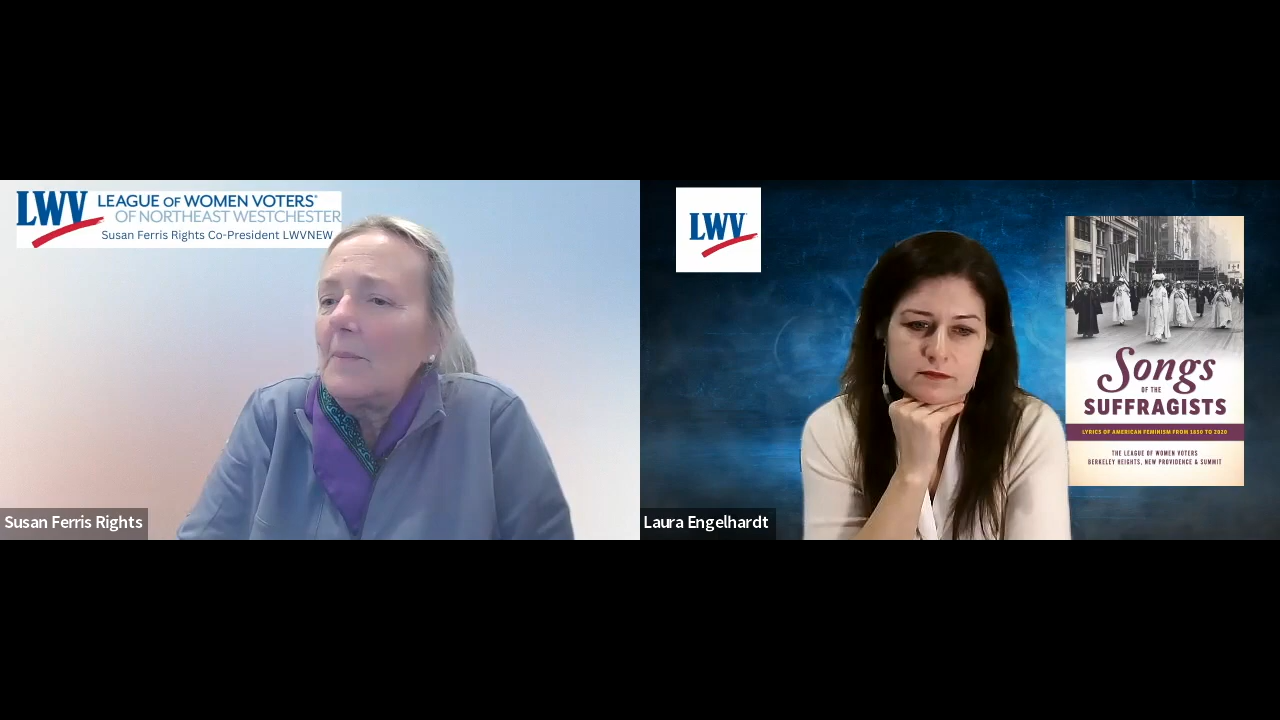 LWV LEAGUE OF WOMEN VOTERS®
OF NORTHEAST WESTCHESTER
Susan Ferris Rights Co-President LWVNEW
Susan Ferris Rights
LWV
Songs
OF THE
SUFFRAGISTS
LYRICS OF AMERICAN FEMINISM FROM 1850 TO 2020
THE LEAGUE OF WOMEN VOTERS
BERKELEY HEIGHTS, NEW PROVIDENCE & SUMMIT
Laura Engelhardt